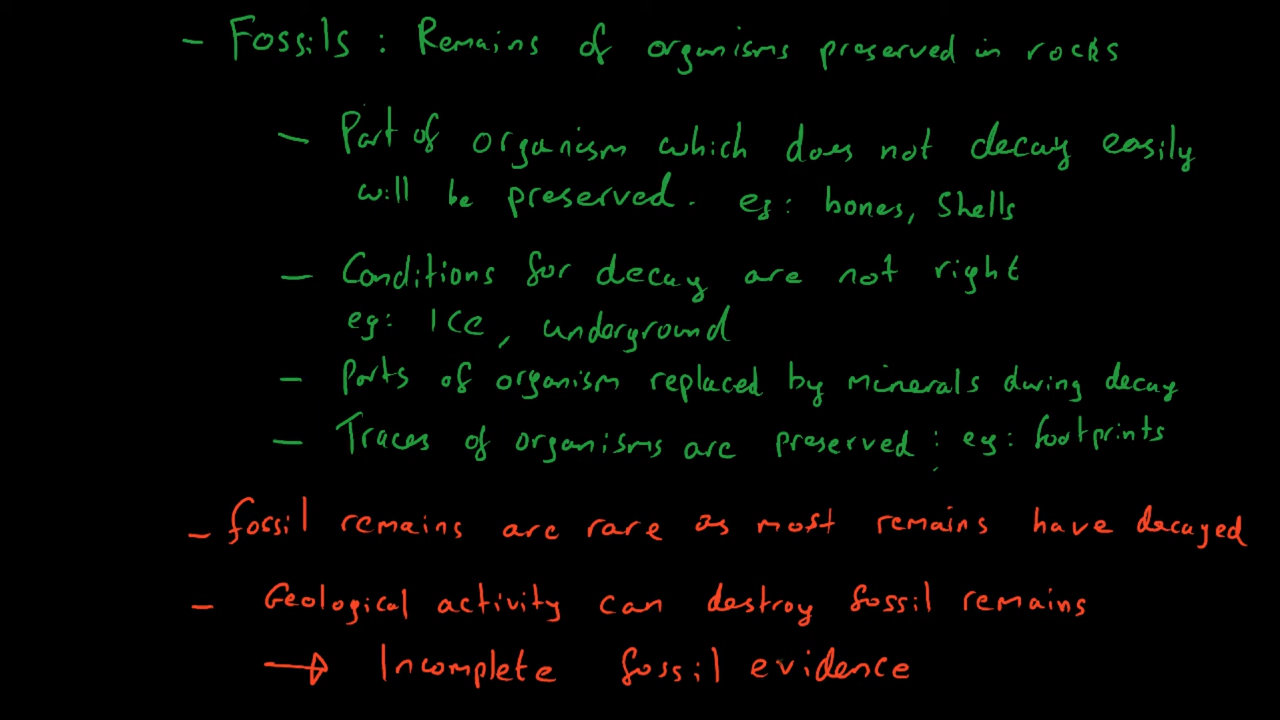 - Fossils : Remains of organisms preserved in rocks
- Part of organism which does not decay easily
will be preserved. eg: bones, Shells
- Conditions for decay are not right
eg: ICE, underground
- Parts of organism replaced by minerals during decay
- Traces of organisms are preserved : eg: footprints
- fossil remains are rare as most remains have decayed
- Geological activity can destroy fossil remains
→ Incomplete fossil evidence